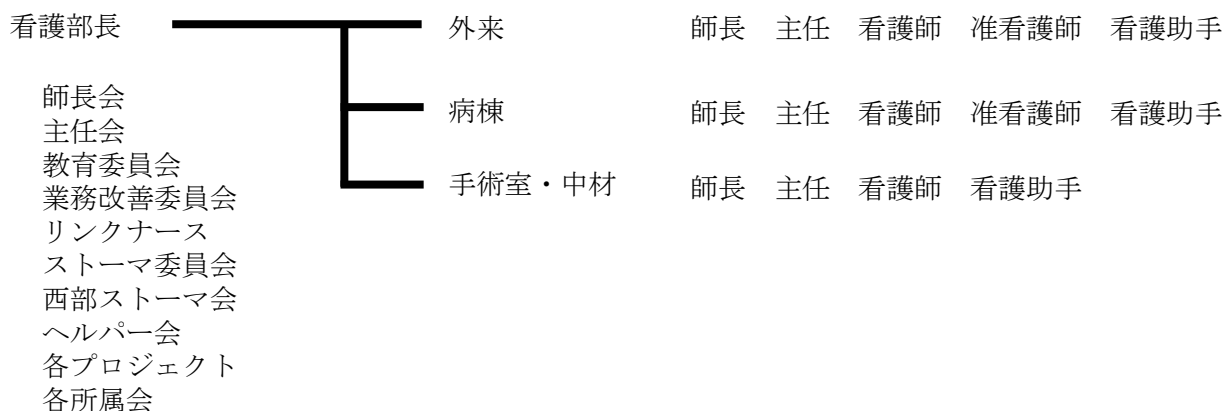 看護部長 外来 師長 主任 看護師 准看護師 看護助手
師長会
主任会
病棟 師長 主任 看護師 准看護師 看護助手
教育委員会
業務改善委員会
手術室・中材 師長 主任 看護師 看護助手
リンクナース
ストーマ委員会
西部ストーマ会
ヘルパー会
各プロジェクト
各所属会